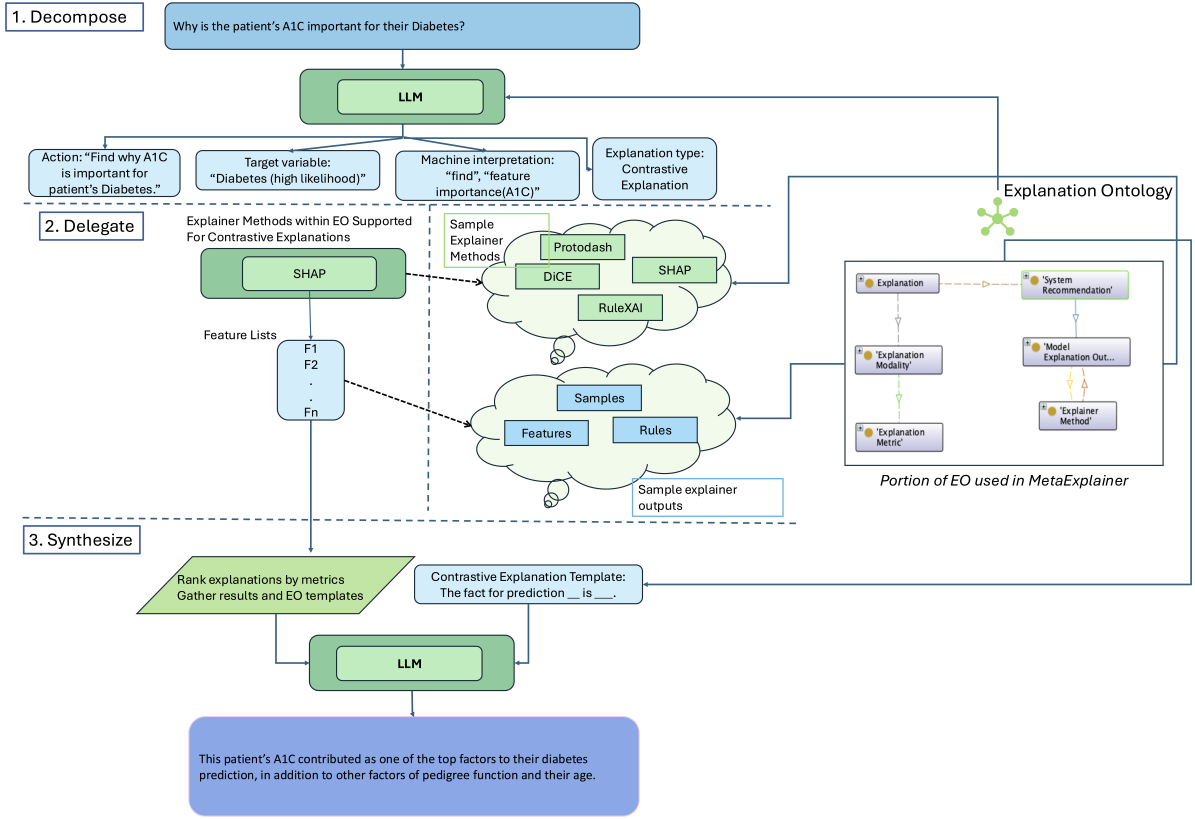 1. Decompose
Why is the patient's A1C important for their Diabetes?
LLM
Action: “Find why A1C
is important for
patient's Diabetes.”
Target variable:
“Diabetes (high likelihood)”
Machine interpretation:
“find”, “feature
importance(A1C)”
Explanation type:
Contrastive
Explanation
Explanation Ontology
2. Delegate
Explainer Methods within EO Supported
For Contrastive Explanations
SHAP
Feature Lists
F1
F2
.
.
Fn
Sample
Explainer
Methods
Protodash
DiCE
SHAP
RuleXAI
Samples
Features
Rules
Sample explainer
outputs
Explanation
'System
Recommendation'
'Explanation
Modality'
'Model
Explanation Out...
'Explanation
Metric'
'Explainer
Method'
Portion of EO used in MetaExplainer
3. Synthesize
Rank explanations by metrics
Gather results and EO templates
Contrastive Explanation Template:
The fact for prediction __ is ___.
LLM
This patient's A1C contributed as one of the top factors to their diabetes
prediction, in addition to other factors of pedigree function and their age.